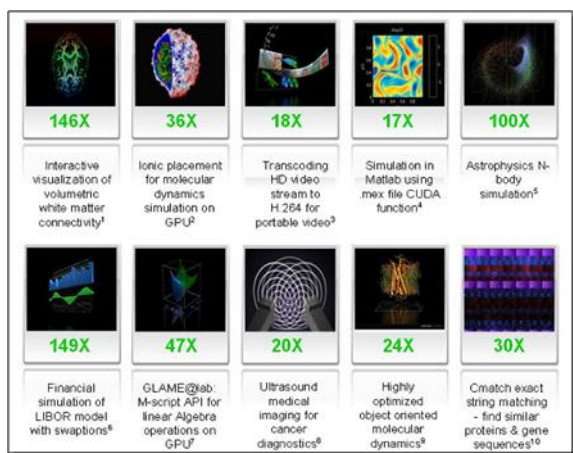 146X
36X
18X
17X
100X
Interactive
visualization of
volumetric
white matter
connectivity¹
Ionic placement
for molecular
dynamics
simulation on
GPU²
Transcoding
HD video
stream to
H.264 for
portable video³
Simulation in
Matlab using
.mex file CUDA
function⁴
Astrophysics N-
body
simulation⁵
149X
47X
20X
24X
30X
Financial
simulation of
LIBOR model
with swaptions⁶
GLAME@lab:
M-script API for
linear Algebra
operations on
GPU⁷
Ultrasound
medical
imaging for
cancer
diagnostics⁸
Highly
optimized
object oriented
molecular
dynamics⁹
Cmatch exact
string matching
- find similar
proteins & gene
sequences¹⁰